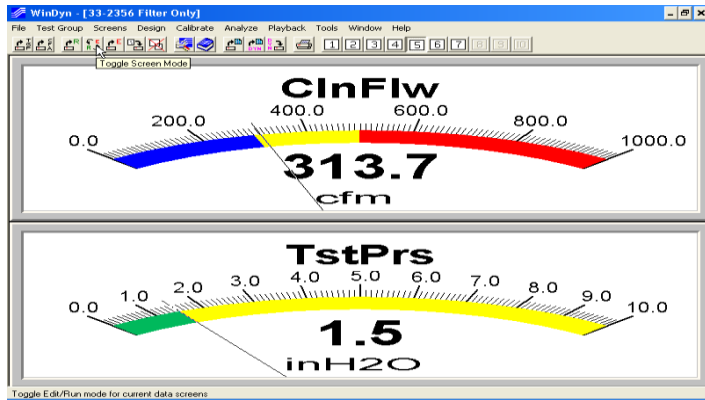 WinDyn - [33-2356 Filter Only]
File Test Group Screens Design Calibrate Analyze Playback Tools Window Help
1 2 3 4 5 6 7 8 9 10
Toggle Screen Mode
ClnFlw
0.0 200.0 400.0 600.0 800.0 1000.0
313.7
cfm
TstPrs
0.0 1.0 2.0 3.0 4.0 5.0 6.0 7.0 8.0 9.0 10.0
1.5
inH2O
Toggle Edit/Run mode for current data screens